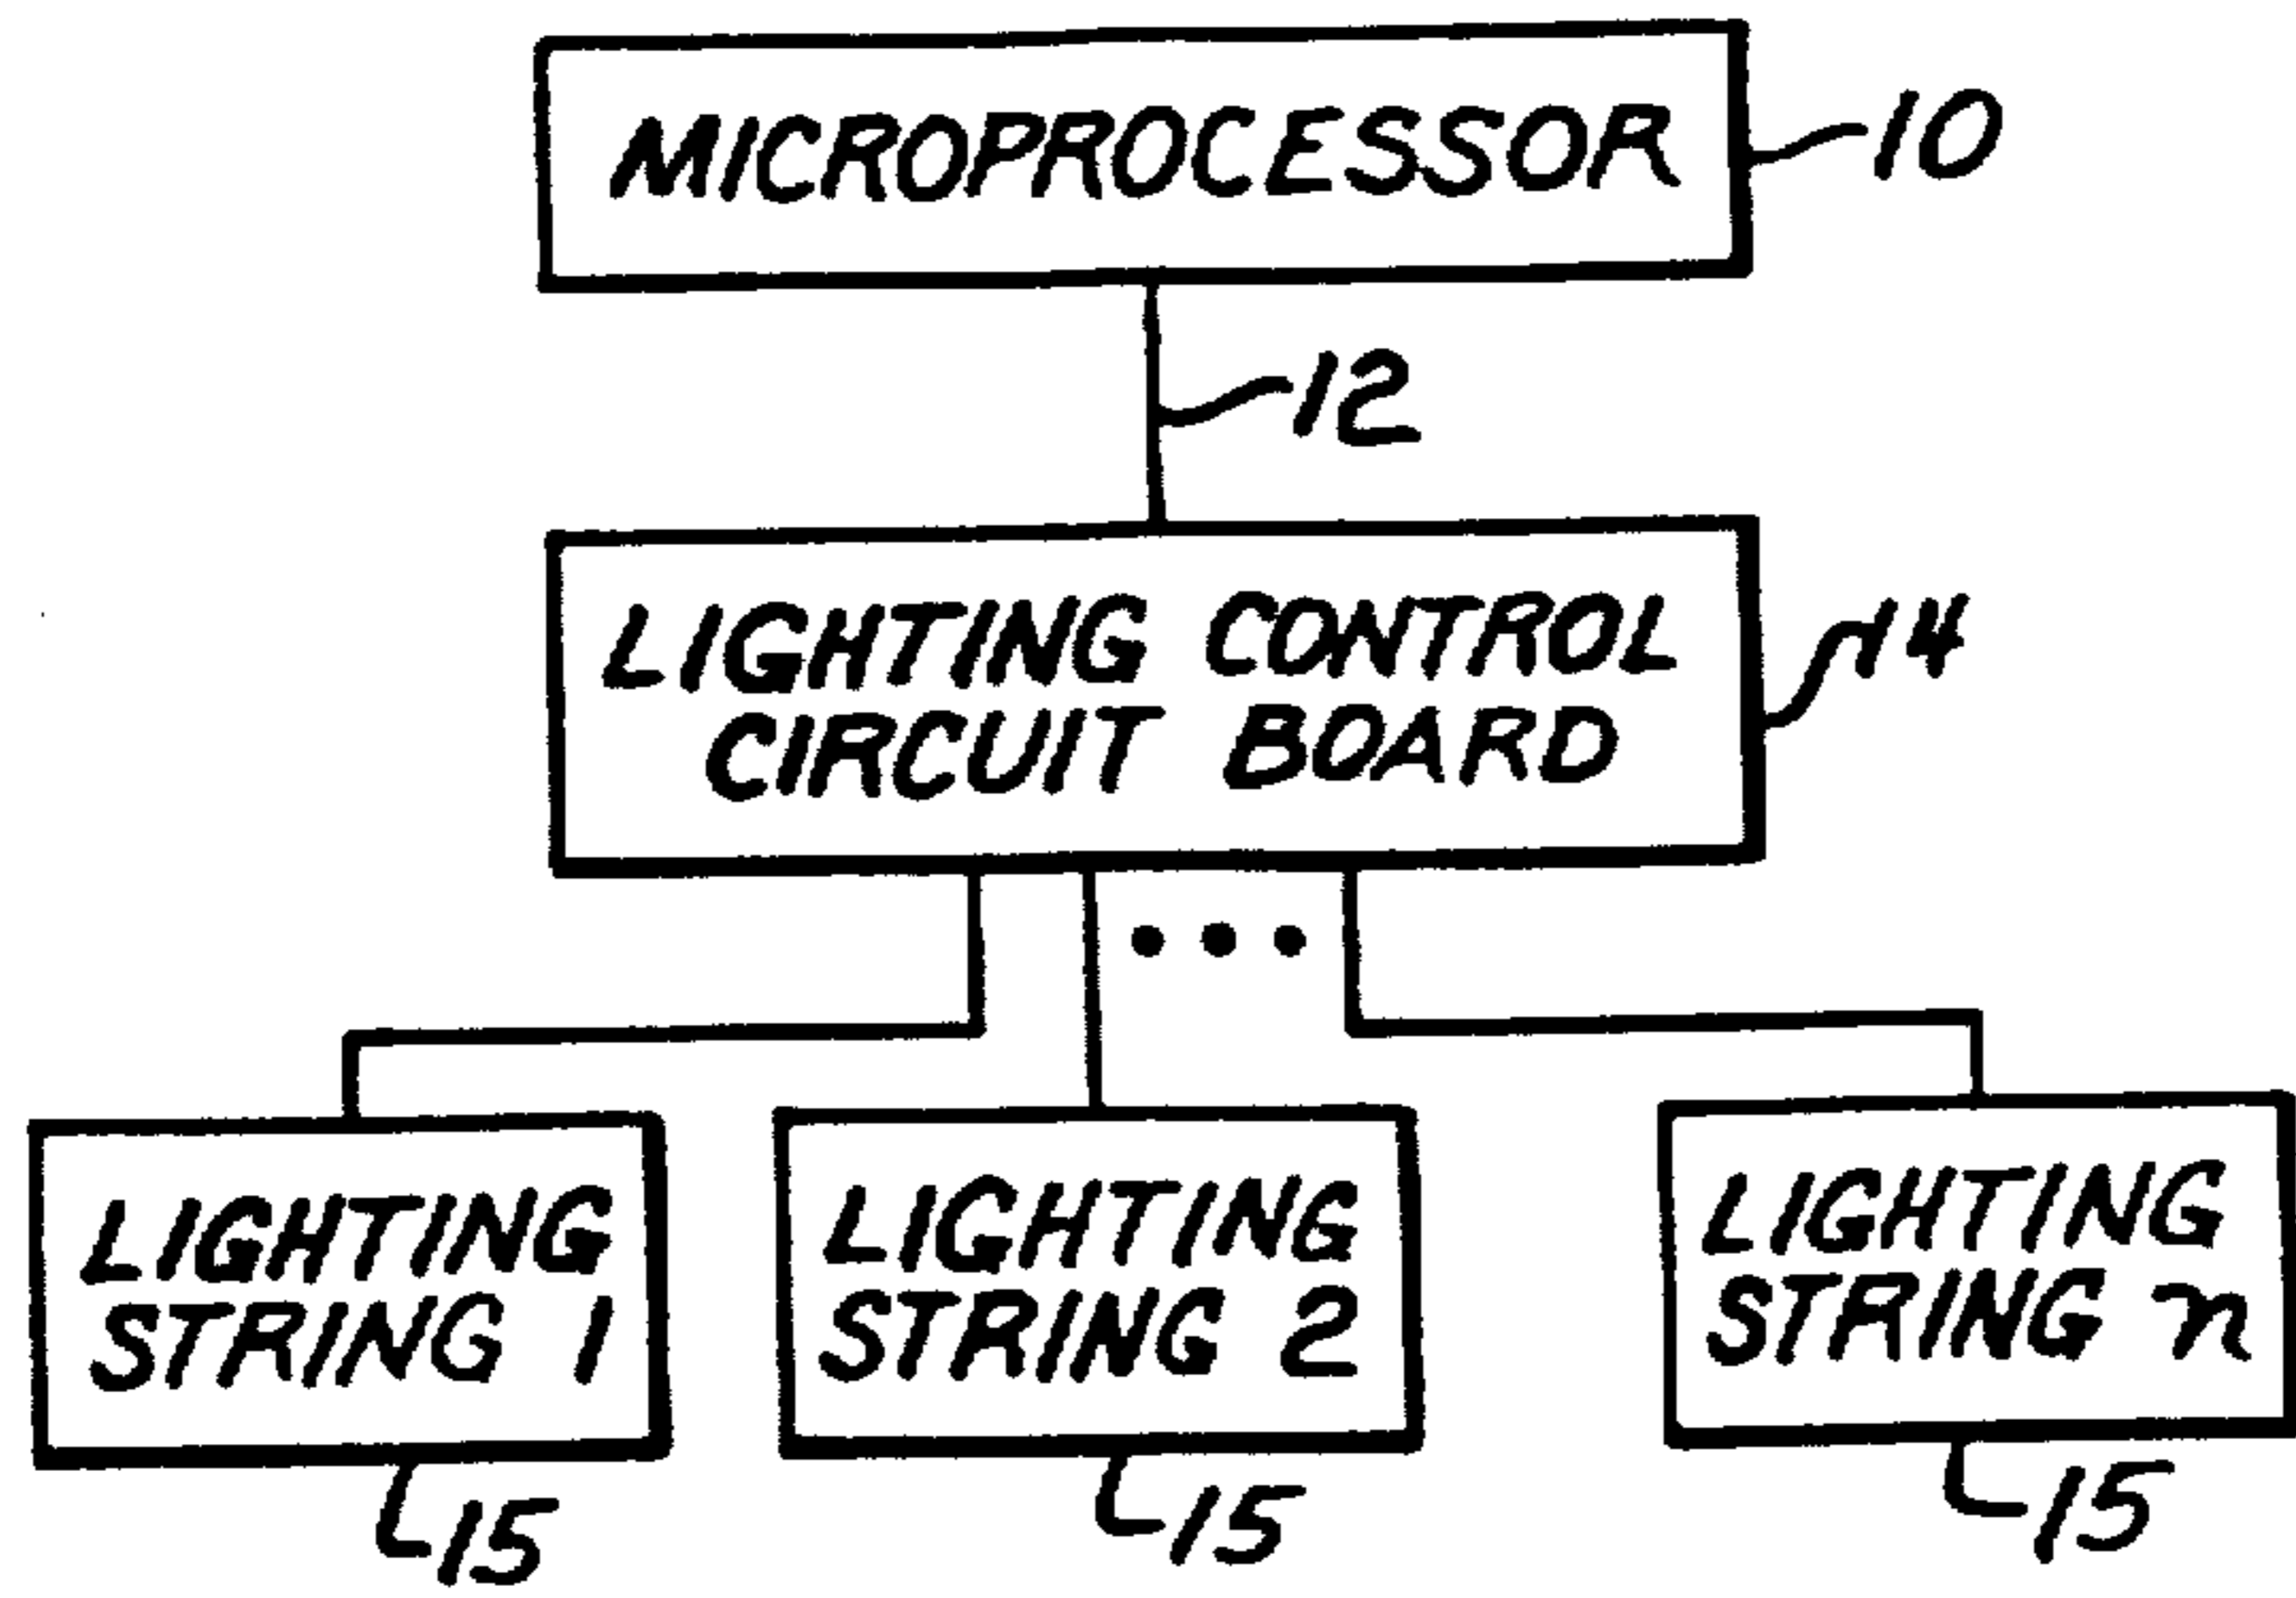 MICROPROCESSOR
10
12
LIGHTING CONTROL
CIRCUIT BOARD
14
LIGHTING
STRING 1
LIGHTING
STRING 2
LIGHTING
STRING n
15
15
15